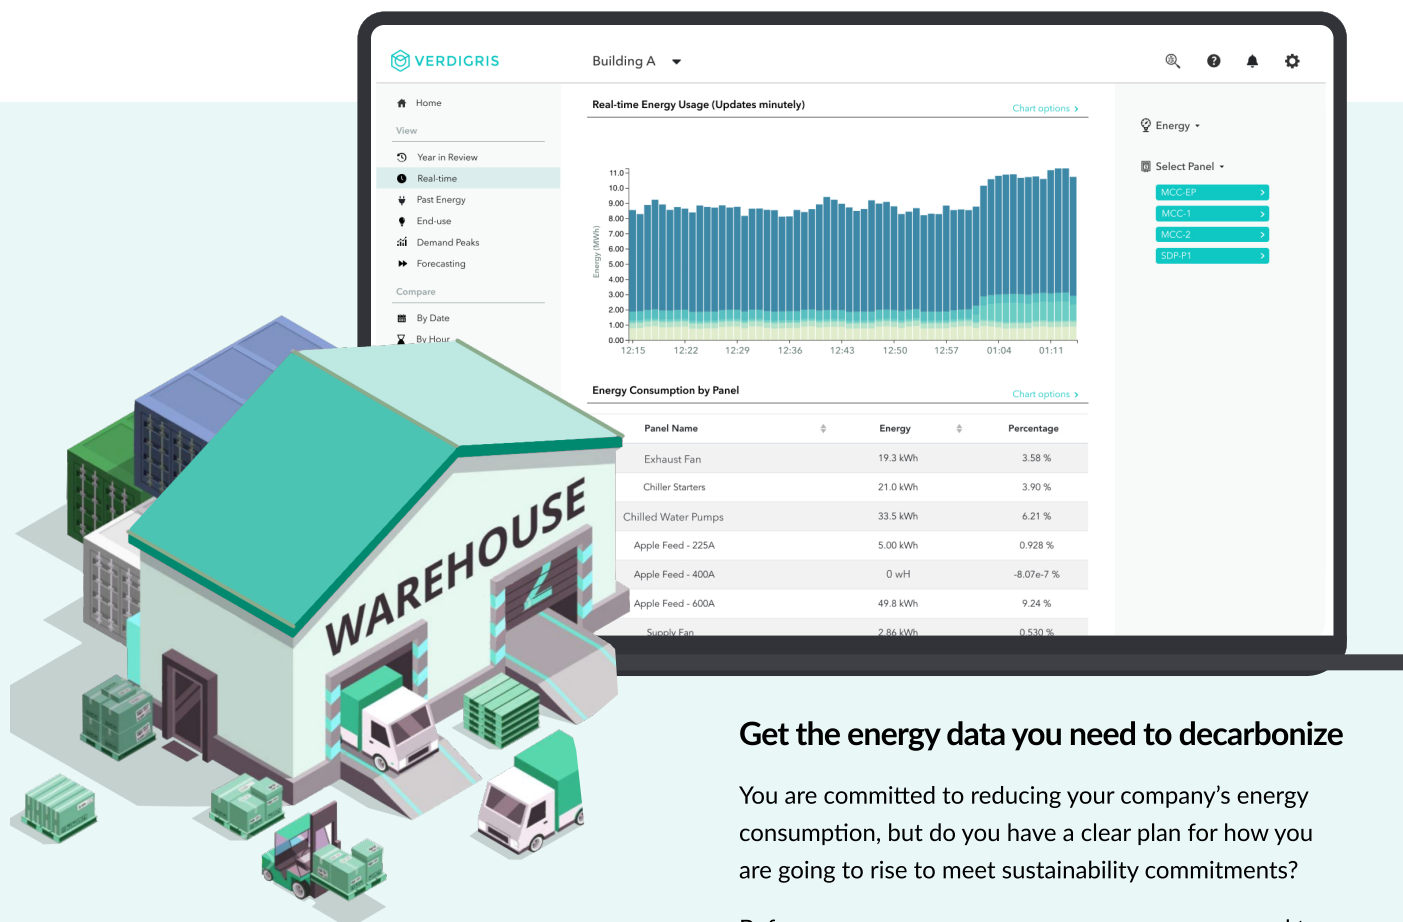 VERDIGRIS
Building A
Home
View
Year in Review
Real-time
Past Energy
End-use
Demand Peaks
Forecasting
Compare
By Date
By Hour
Real-time Energy Usage (Updates minutely)
Chart options
Energy (MWh)
11.0
10.0
9.00
8.00
7.00
6.00
5.00
4.00
3.00
2.00
1.00
0.00
12:15 12:22 12:29 12:36 12:43 12:50 12:57 01:04 01:11
Energy
Select Panel
MCC-EP
MCC-1
MCC-2
SDP-P1
Energy Consumption by Panel
Chart options
Panel Name Energy Percentage
Exhaust Fan 19.3 kWh 3.58 %
Chiller Starters 21.0 kWh 3.90 %
Chilled Water Pumps 33.5 kWh 6.21 %
Apple Feed - 225A 5.00 kWh 0.928 %
Apple Feed - 400A 0 wH -8.07e-7 %
Apple Feed - 600A 49.8 kWh 9.24 %
Supply Fan 2.86 kWh 0.530 %
WAREHOUSE
2
Get the energy data you need to decarbonize
You are committed to reducing your company’s energy
consumption, but do you have a clear plan for how you
are going to rise to meet sustainability commitments?